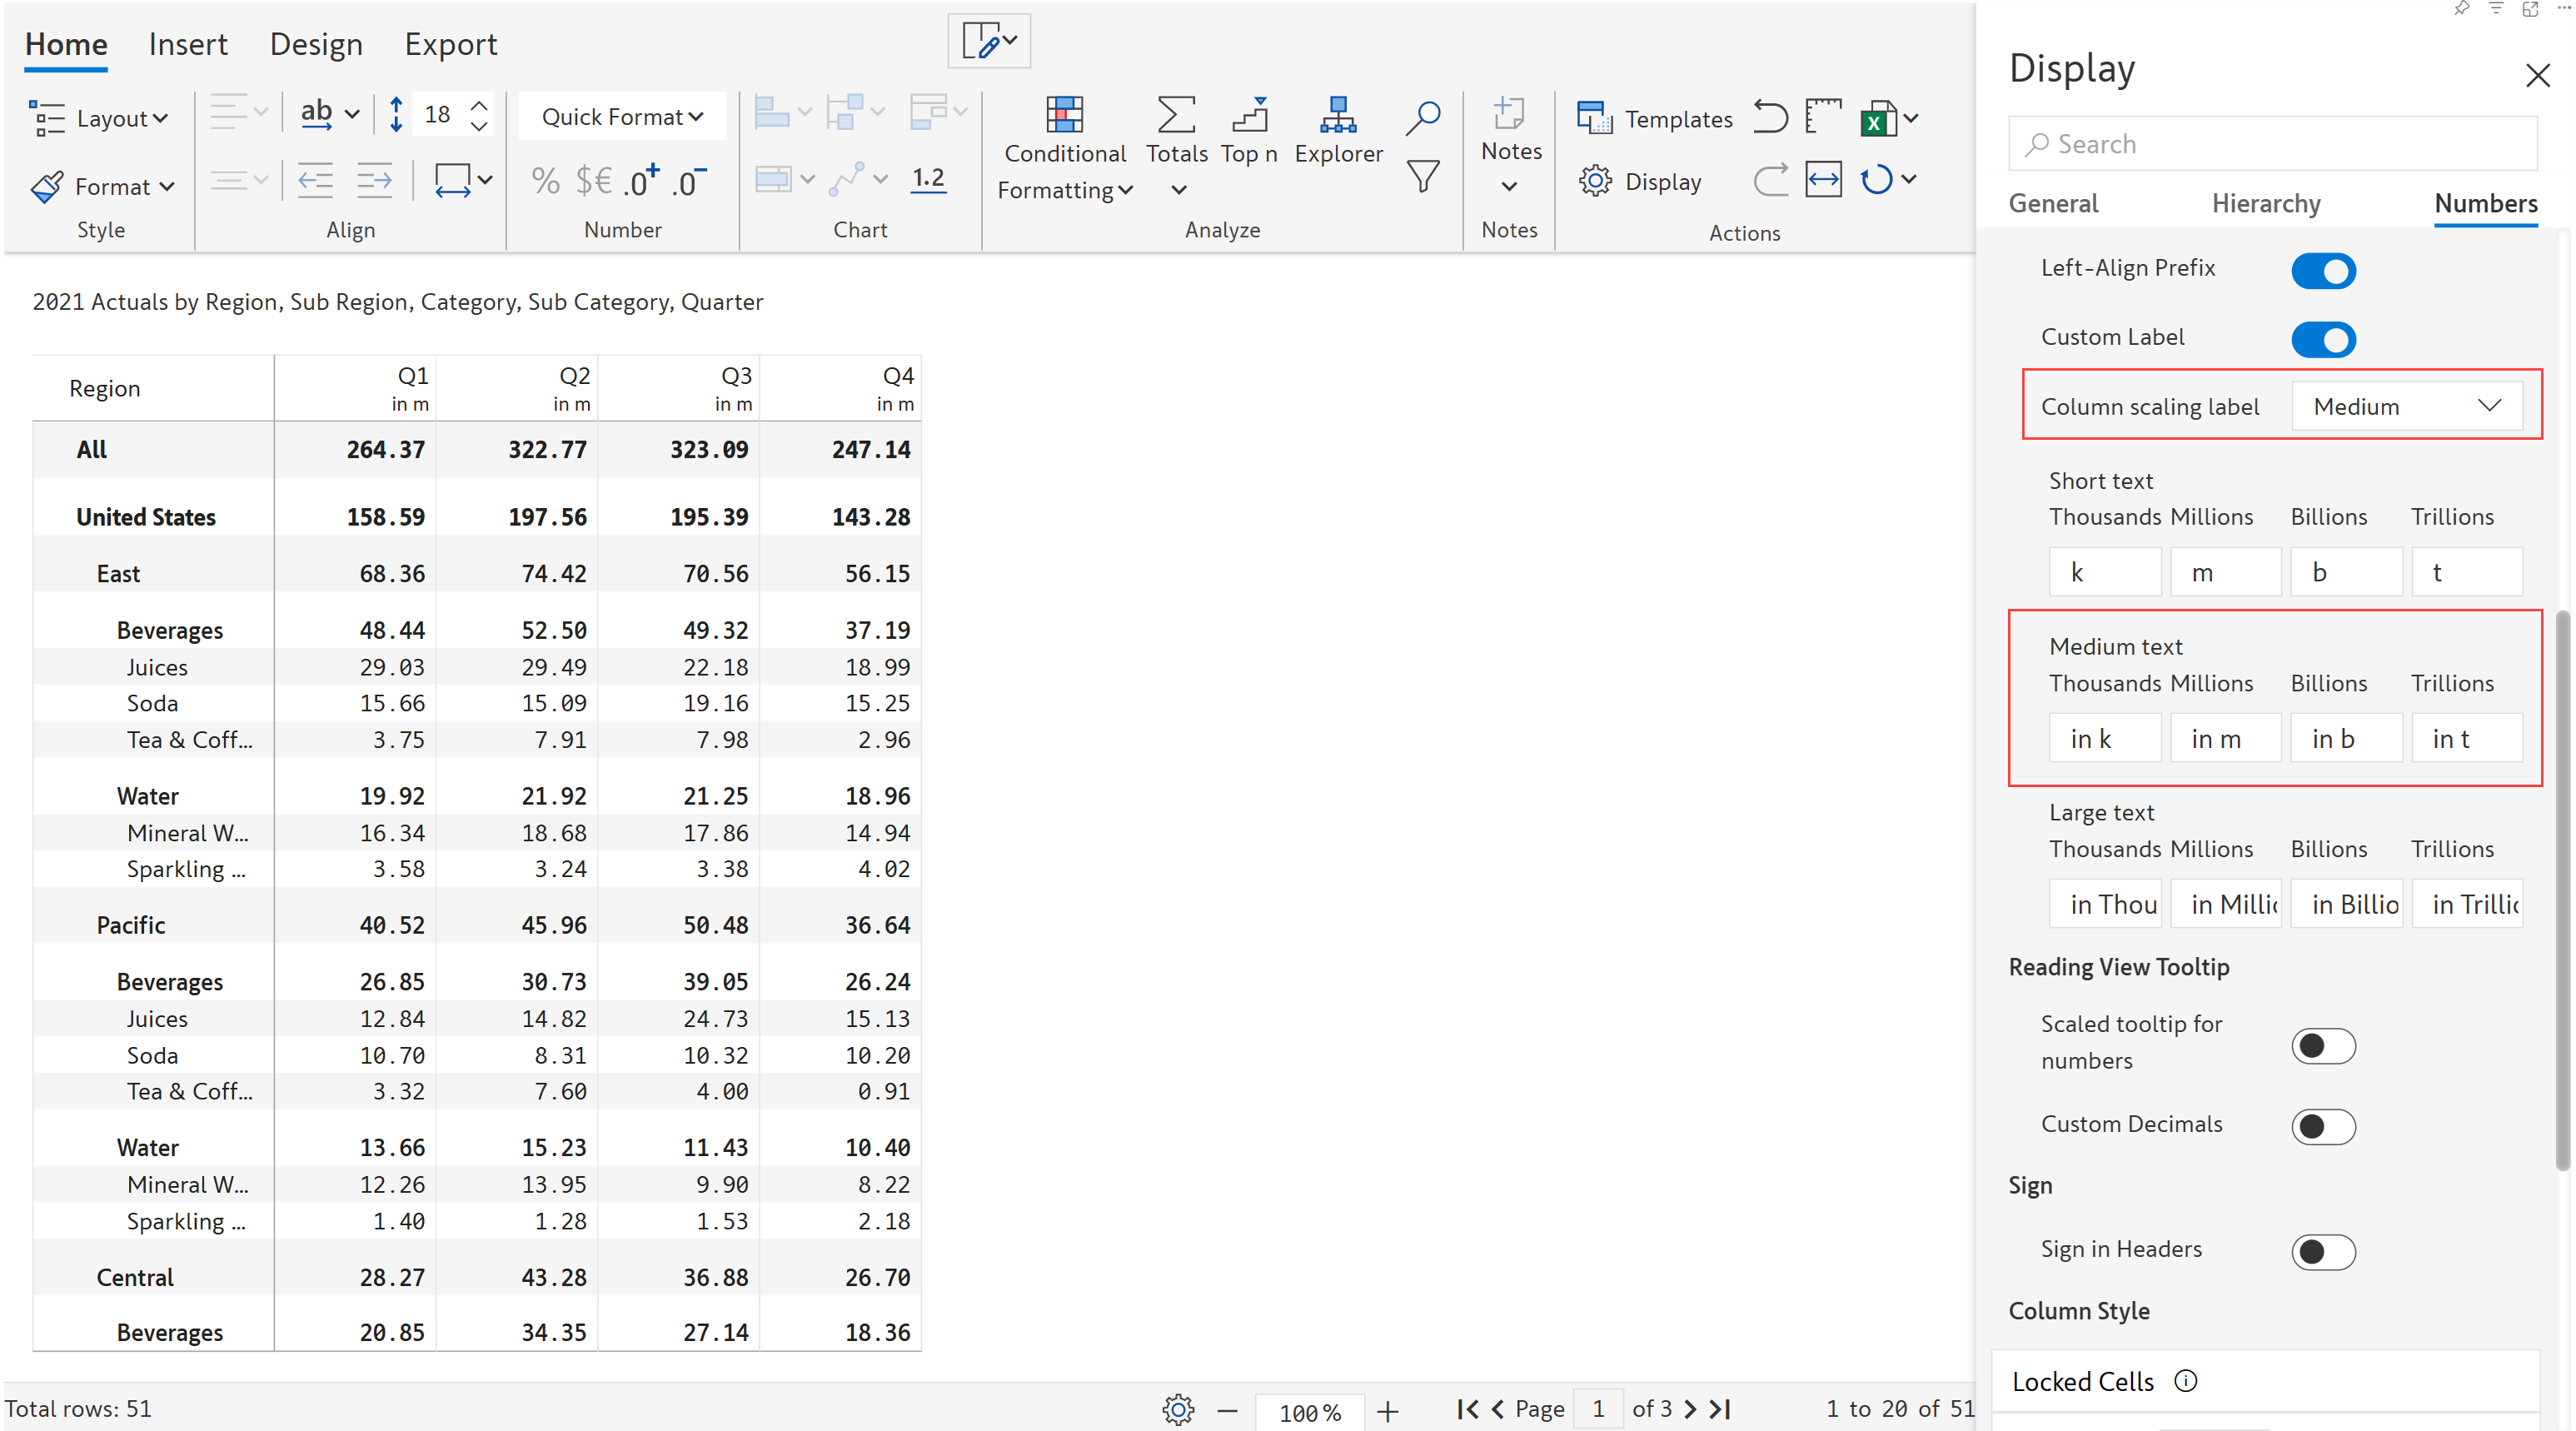 Home Insert Design Export
Layout
ab
18
Quick Format
1.2
Conditional Formatting
Totals
Top n
Explorer
Notes
Templates
Format
% $€ .0+ .0-
Display
Style
Align
Number
Chart
Analyze
Notes
Actions
2021 Actuals by Region, Sub Region, Category, Sub Category, Quarter
Region Q1 in m Q2 in m Q3 in m Q4 in m
All 264.37 322.77 323.09 247.14
United States 158.59 197.56 195.39 143.28
East 68.36 74.42 70.56 56.15
Beverages 48.44 52.50 49.32 37.19
Juices 29.03 29.49 22.18 18.99
Soda 15.66 15.09 19.16 15.25
Tea & Coff... 3.75 7.91 7.98 2.96
Water 19.92 21.92 21.25 18.96
Mineral W... 16.34 18.68 17.86 14.94
Sparkling ... 3.58 3.24 3.38 4.02
Pacific 40.52 45.96 50.48 36.64
Beverages 26.85 30.73 39.05 26.24
Juices 12.84 14.82 24.73 15.13
Soda 10.70 8.31 10.32 10.20
Tea & Coff... 3.32 7.60 4.00 0.91
Water 13.66 15.23 11.43 10.40
Mineral W... 12.26 13.95 9.90 8.22
Sparkling ... 1.40 1.28 1.53 2.18
Central 28.27 43.28 36.88 26.70
Beverages 20.85 34.35 27.14 18.36
Total rows: 51
100%
Page 1 of 3
1 to 20 of 51
Display
Search
General Hierarchy Numbers
Left-Align Prefix
Custom Label
Column scaling label Medium
Short text
Thousands Millions Billions Trillions
k m b t
Medium text
Thousands Millions Billions Trillions
in k in m in b in t
Large text
Thousands Millions Billions Trillions
in Thou in Millio in Billio in Trillio
Reading View Tooltip
Scaled tooltip for
numbers
Custom Decimals
Sign
Sign in Headers
Column Style
Locked Cells